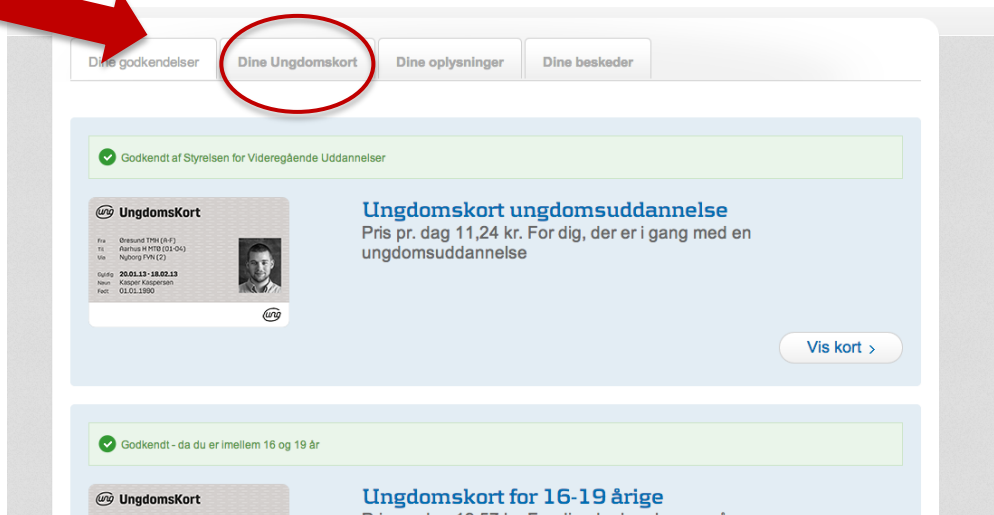 Dine godkendelser
Dine Ungdomskort
Dine oplysninger
Dine beskeder
Godkendt af Styrelsen for Videregående Uddannelser
ung UngdomsKort
Fra Øresund TMH (A-F)
Til Aarhus H MTØ (01-04)
Via Nyborg FVN (2)
Gyldig 20.01.13-18.02.13
Navn Kasper Kaspersen
Født 01.01.1990
ung
Ungdomskort ungdomsuddannelse
Pris pr. dag 11,24 kr. For dig, der er i gang med en
ungdomsuddannelse
Vis kort >
Godkendt - da du er imellem 16 og 19 år
ung UngdomsKort
Ungdomskort for 16-19 årige